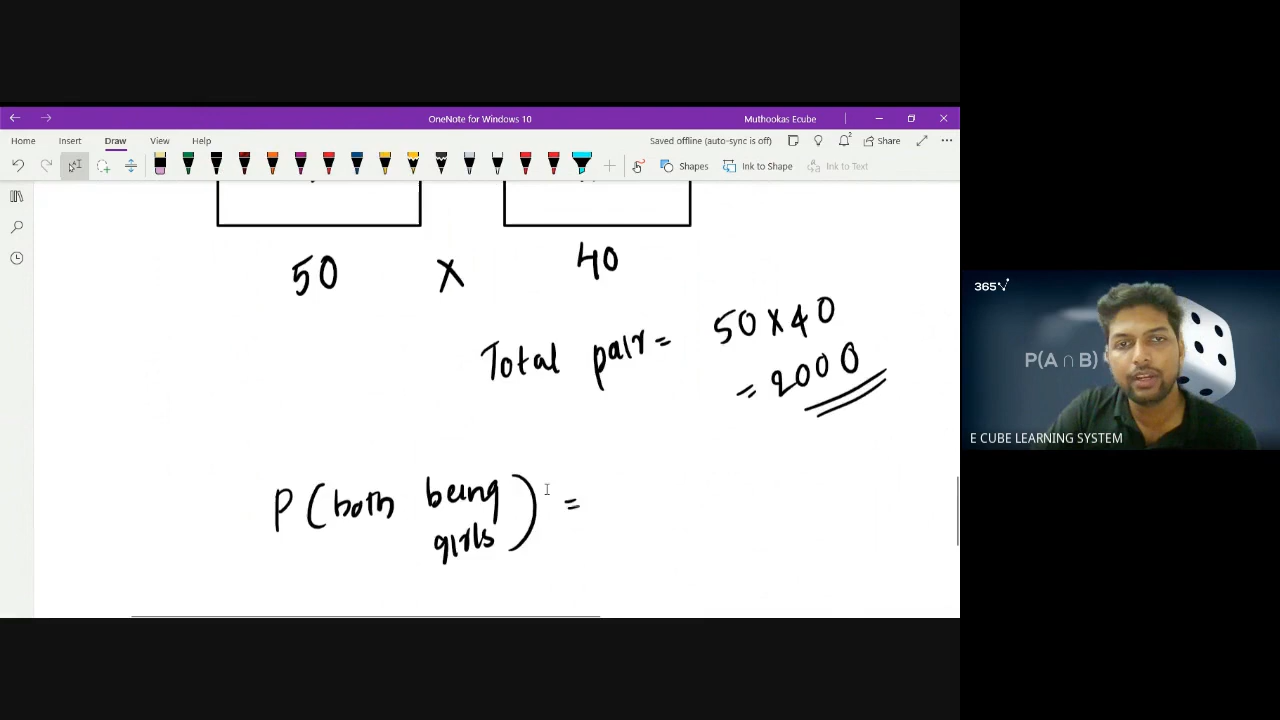 OneNote for Windows 10
Muthookas Ecube
Home Insert Draw View Help
Saved offline (auto-sync is off)
2
Share
Shapes
Ink to Shape
Ink to Text
50 X 40
Total pair = 50 X 40
= 2000
P (both being
girls) =
365
P(A ∩ B)
E CUBE LEARNING SYSTEM